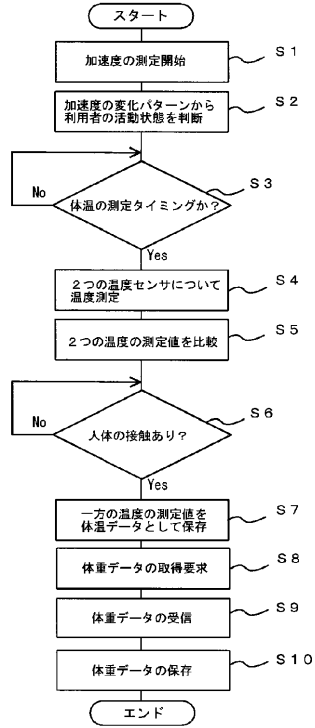 スタート
加速度の測定開始
S1
加速度の変化パターンから
利用者の活動状態を判断
S2
体温の測定タイミングか?
S3
No
Yes
2つの温度センサについて
温度測定
S4
2つの温度の測定値を比較
S5
人体の接触あり?
S6
No
Yes
一方の温度の測定値を
体温データとして保存
S7
体重データの取得要求
S8
体重データの受信
S9
体重データの保存
S10
エンド